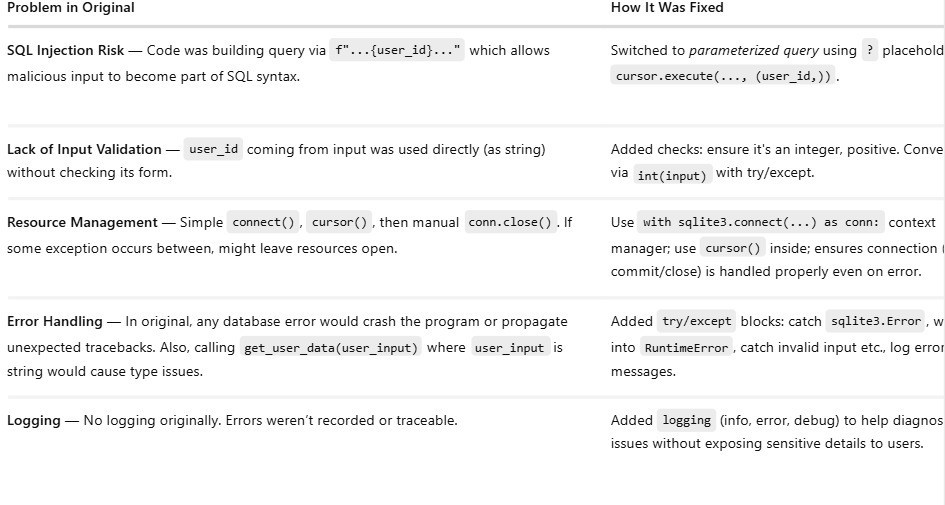 Problem in Original
How It Was Fixed
SQL Injection Risk — Code was building query via f"...{user_id}..." which allows
malicious input to become part of SQL syntax.
Switched to parameterized query using ?
cursor.execute(..., (user_id,)).
Lack of Input Validation — user_id coming from input was used directly (as string)
without checking its form.
Added checks: ensure it's an integer, positive.
via int(input) with try/except.
Resource Management — Simple connect(), cursor(), then manual conn.close(). If
some exception occurs between, might leave resources open.
Use with sqlite3.connect(...) as conn: context
manager; use cursor() inside; ensures connection (
commit/close) is handled properly even on error.
Error Handling — In original, any database error would crash the program or propagate
unexpected tracebacks. Also, calling get_user_data(user_input) where user_input is
string would cause type issues.
Added try/except blocks: catch sqlite3.Error,
into RuntimeError, catch invalid input etc., log
messages.
Logging — No logging originally. Errors weren't recorded or traceable.
Added logging (info, error, debug) to help
issues without exposing sensitive details to users.